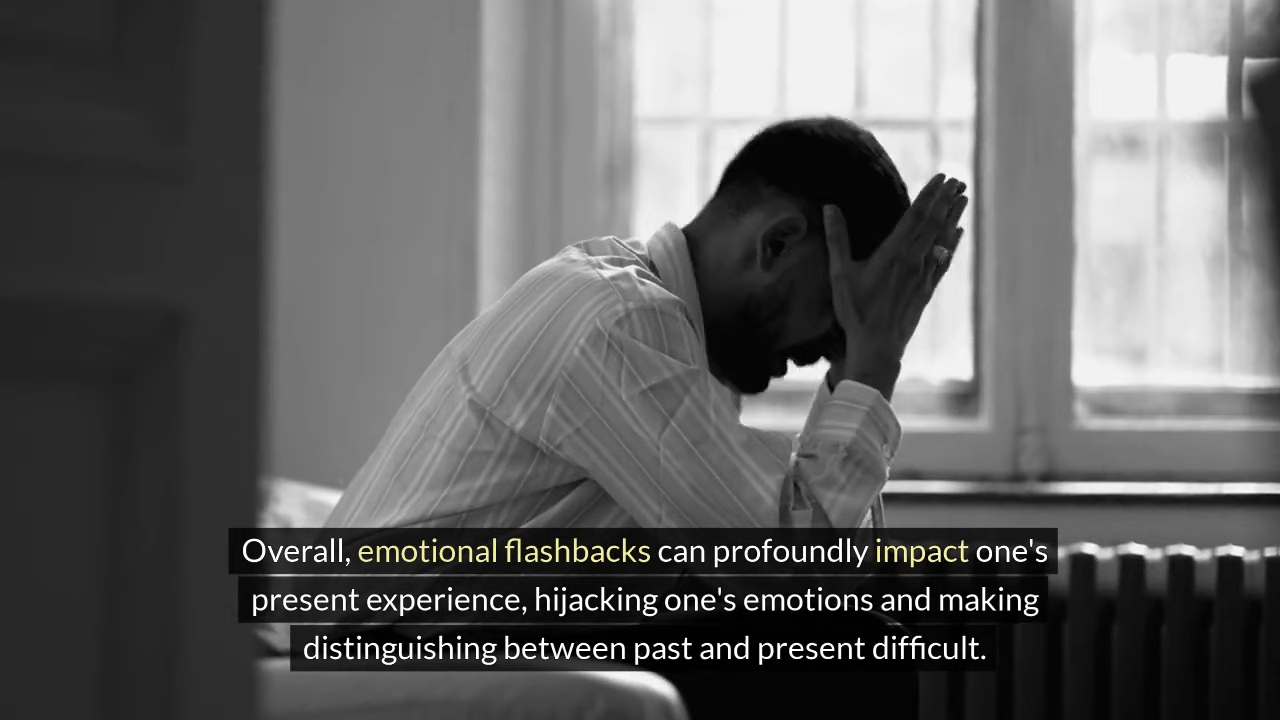 Overall, emotional flashbacks can profoundly impact one's
present experience, hijacking one's emotions and making
distinguishing between past and present difficult.